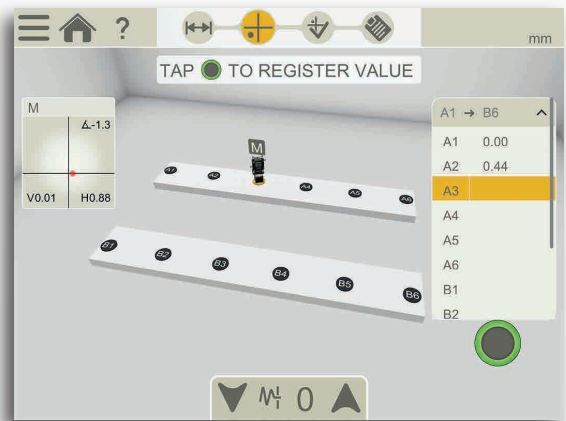 ?
mm
TAP TO REGISTER VALUE
M
∡-1.3
V0.01 H0.88
M
A1 A2 A4 A5 A6
B1 B2 B3 B4 B5 B6
A1 → B6
A1 0.00
A2 0.44
A3
A4
A5
A6
B1
B2
0